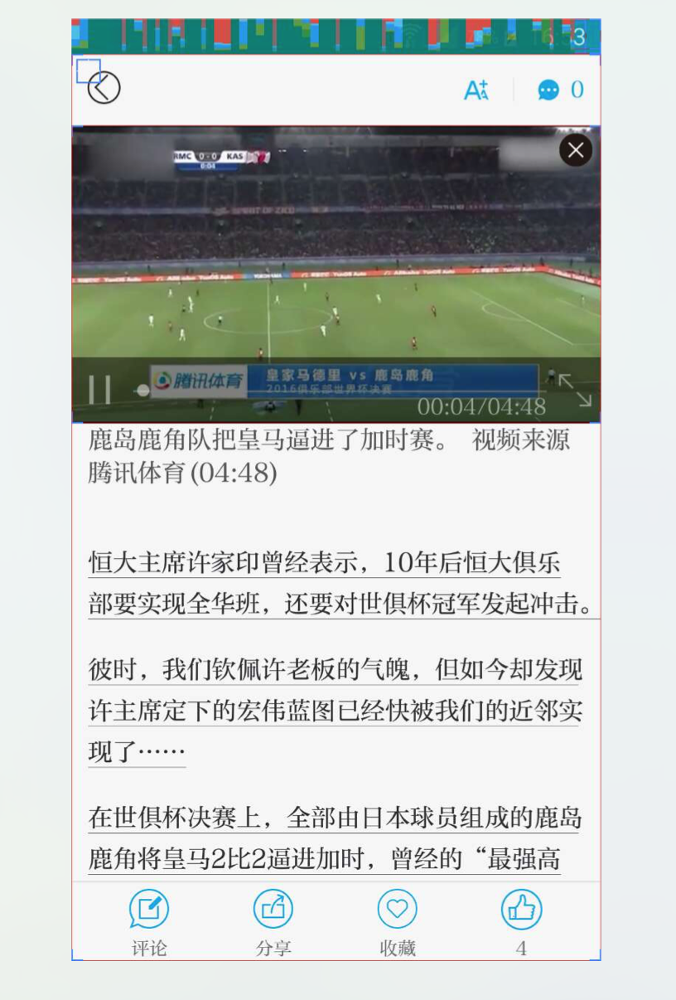 6:53
0
RMC 0-0 KAS
0:04
腾讯体育
皇家马德里 vs 鹿岛鹿角
2016俱乐部世界杯决赛
00:04/04:48
鹿岛鹿角队把皇马逼进了加时赛。 视频来源
腾讯体育(04:48)
恒大主席许家印曾经表示，10年后恒大俱乐
部要实现全华班，还要对世俱杯冠军发起冲击。
彼时，我们钦佩许老板的气魄，但如今却发现
许主席定下的宏伟蓝图已经快被我们的近邻实
现了……
在世俱杯决赛上，全部由日本球员组成的鹿岛
鹿角将皇马2比2逼进加时，曾经的“最强高
评论
分享
收藏
4